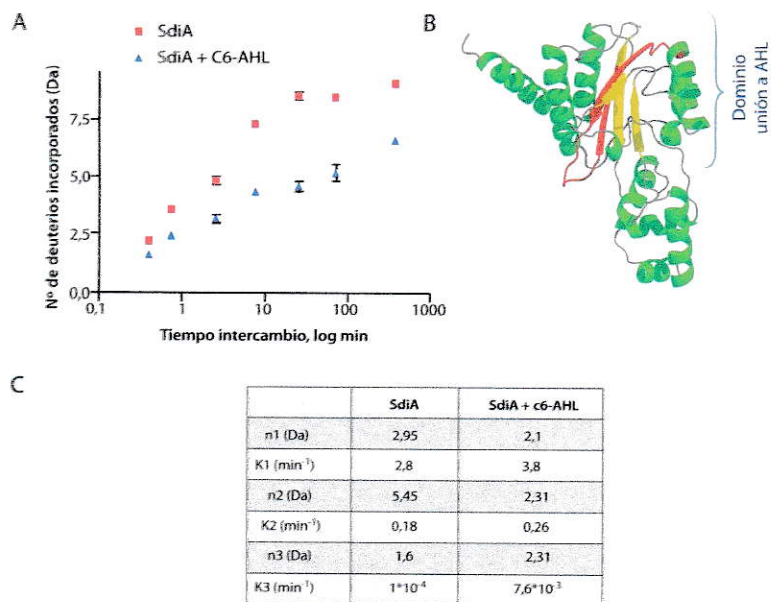 A
SdiA
SdiA + C6-AHL
Nº de deuterios incorporados (Da)
7,5
5,0
2,5
0,0
0,1
1
10
100
1000
Tiempo intercambio, log min
B
Dominio
unión a AHL
C
SdiA SdiA + c6-AHL
n1 (Da) 2,95 2,1
K1 (min⁻¹) 2,8 3,8
n2 (Da) 5,45 2,31
K2 (min⁻¹) 0,18 0,26
n3 (Da) 1,6 2,31
K3 (min⁻¹) 1*10⁻⁴ 7,6*10⁻³